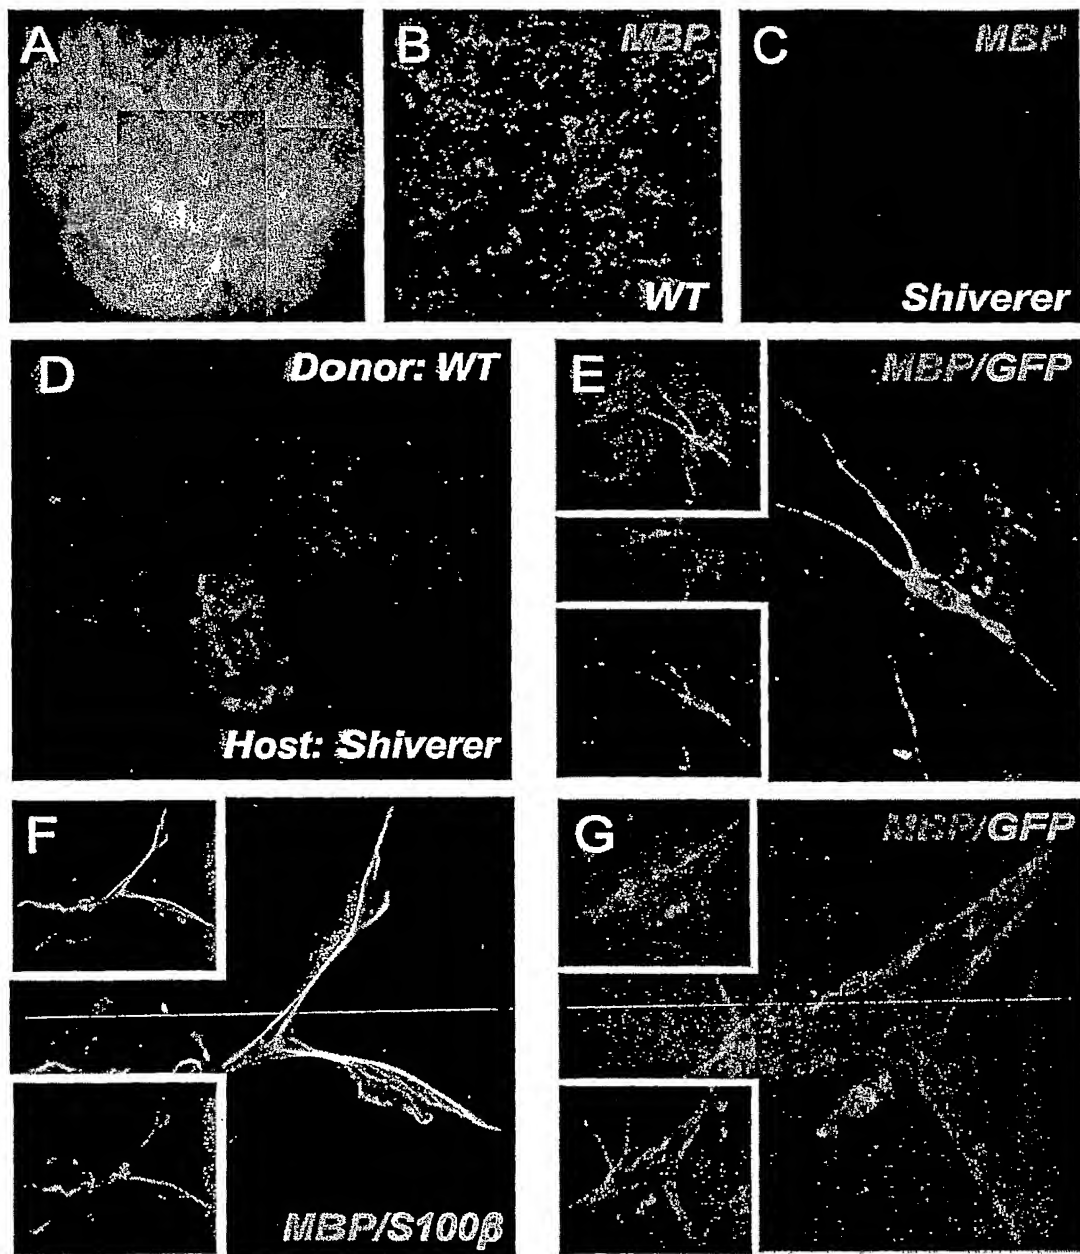 A
B
MBP
WT
C
MBP
Shiverer
D
Donor: WT
Host: Shiverer
E
MBP/GFP
F
MBP/S100β
G
MBP/GFP